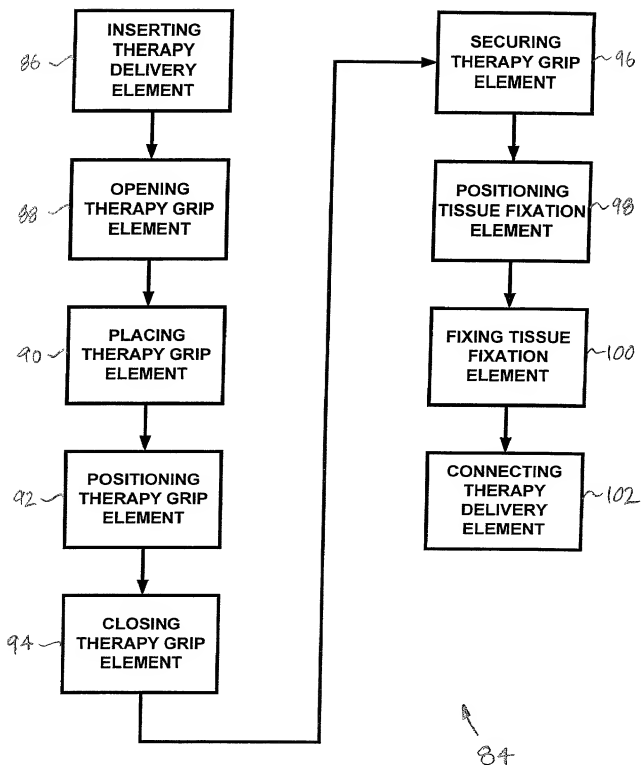 86
INSERTING
THERAPY
DELIVERY
ELEMENT
88
OPENING
THERAPY GRIP
ELEMENT
90
PLACING
THERAPY GRIP
ELEMENT
92
POSITIONING
THERAPY GRIP
ELEMENT
94
CLOSING
THERAPY GRIP
ELEMENT
SECURING
THERAPY GRIP
ELEMENT
96
POSITIONING
TISSUE FIXATION
ELEMENT
98
FIXING TISSUE
FIXATION
ELEMENT
100
CONNECTING
THERAPY
DELIVERY
ELEMENT
102
84